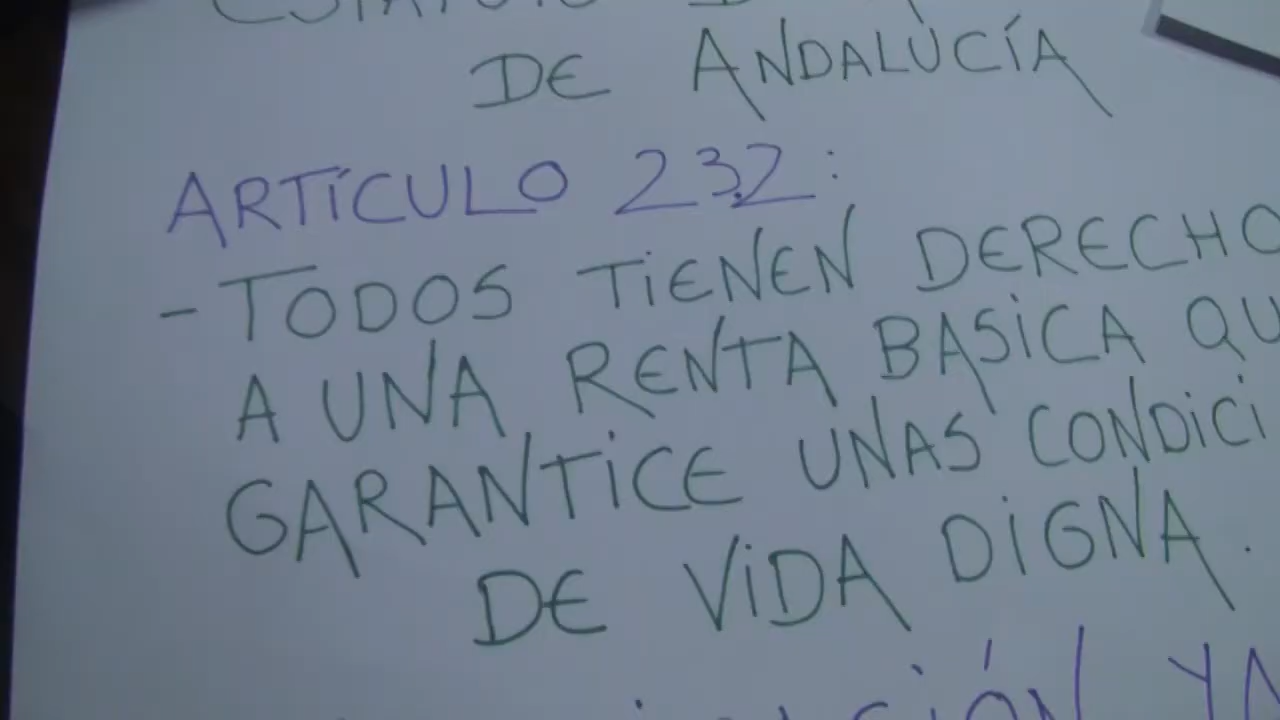 DE ANDALUCÍA
ARTÍCULO 23.2:
- TODOS TIENEN DERECHO
A UNA RENTA BASICA QU
GARANTICE UNAS CONDICI
DE VIDA DIGNA.